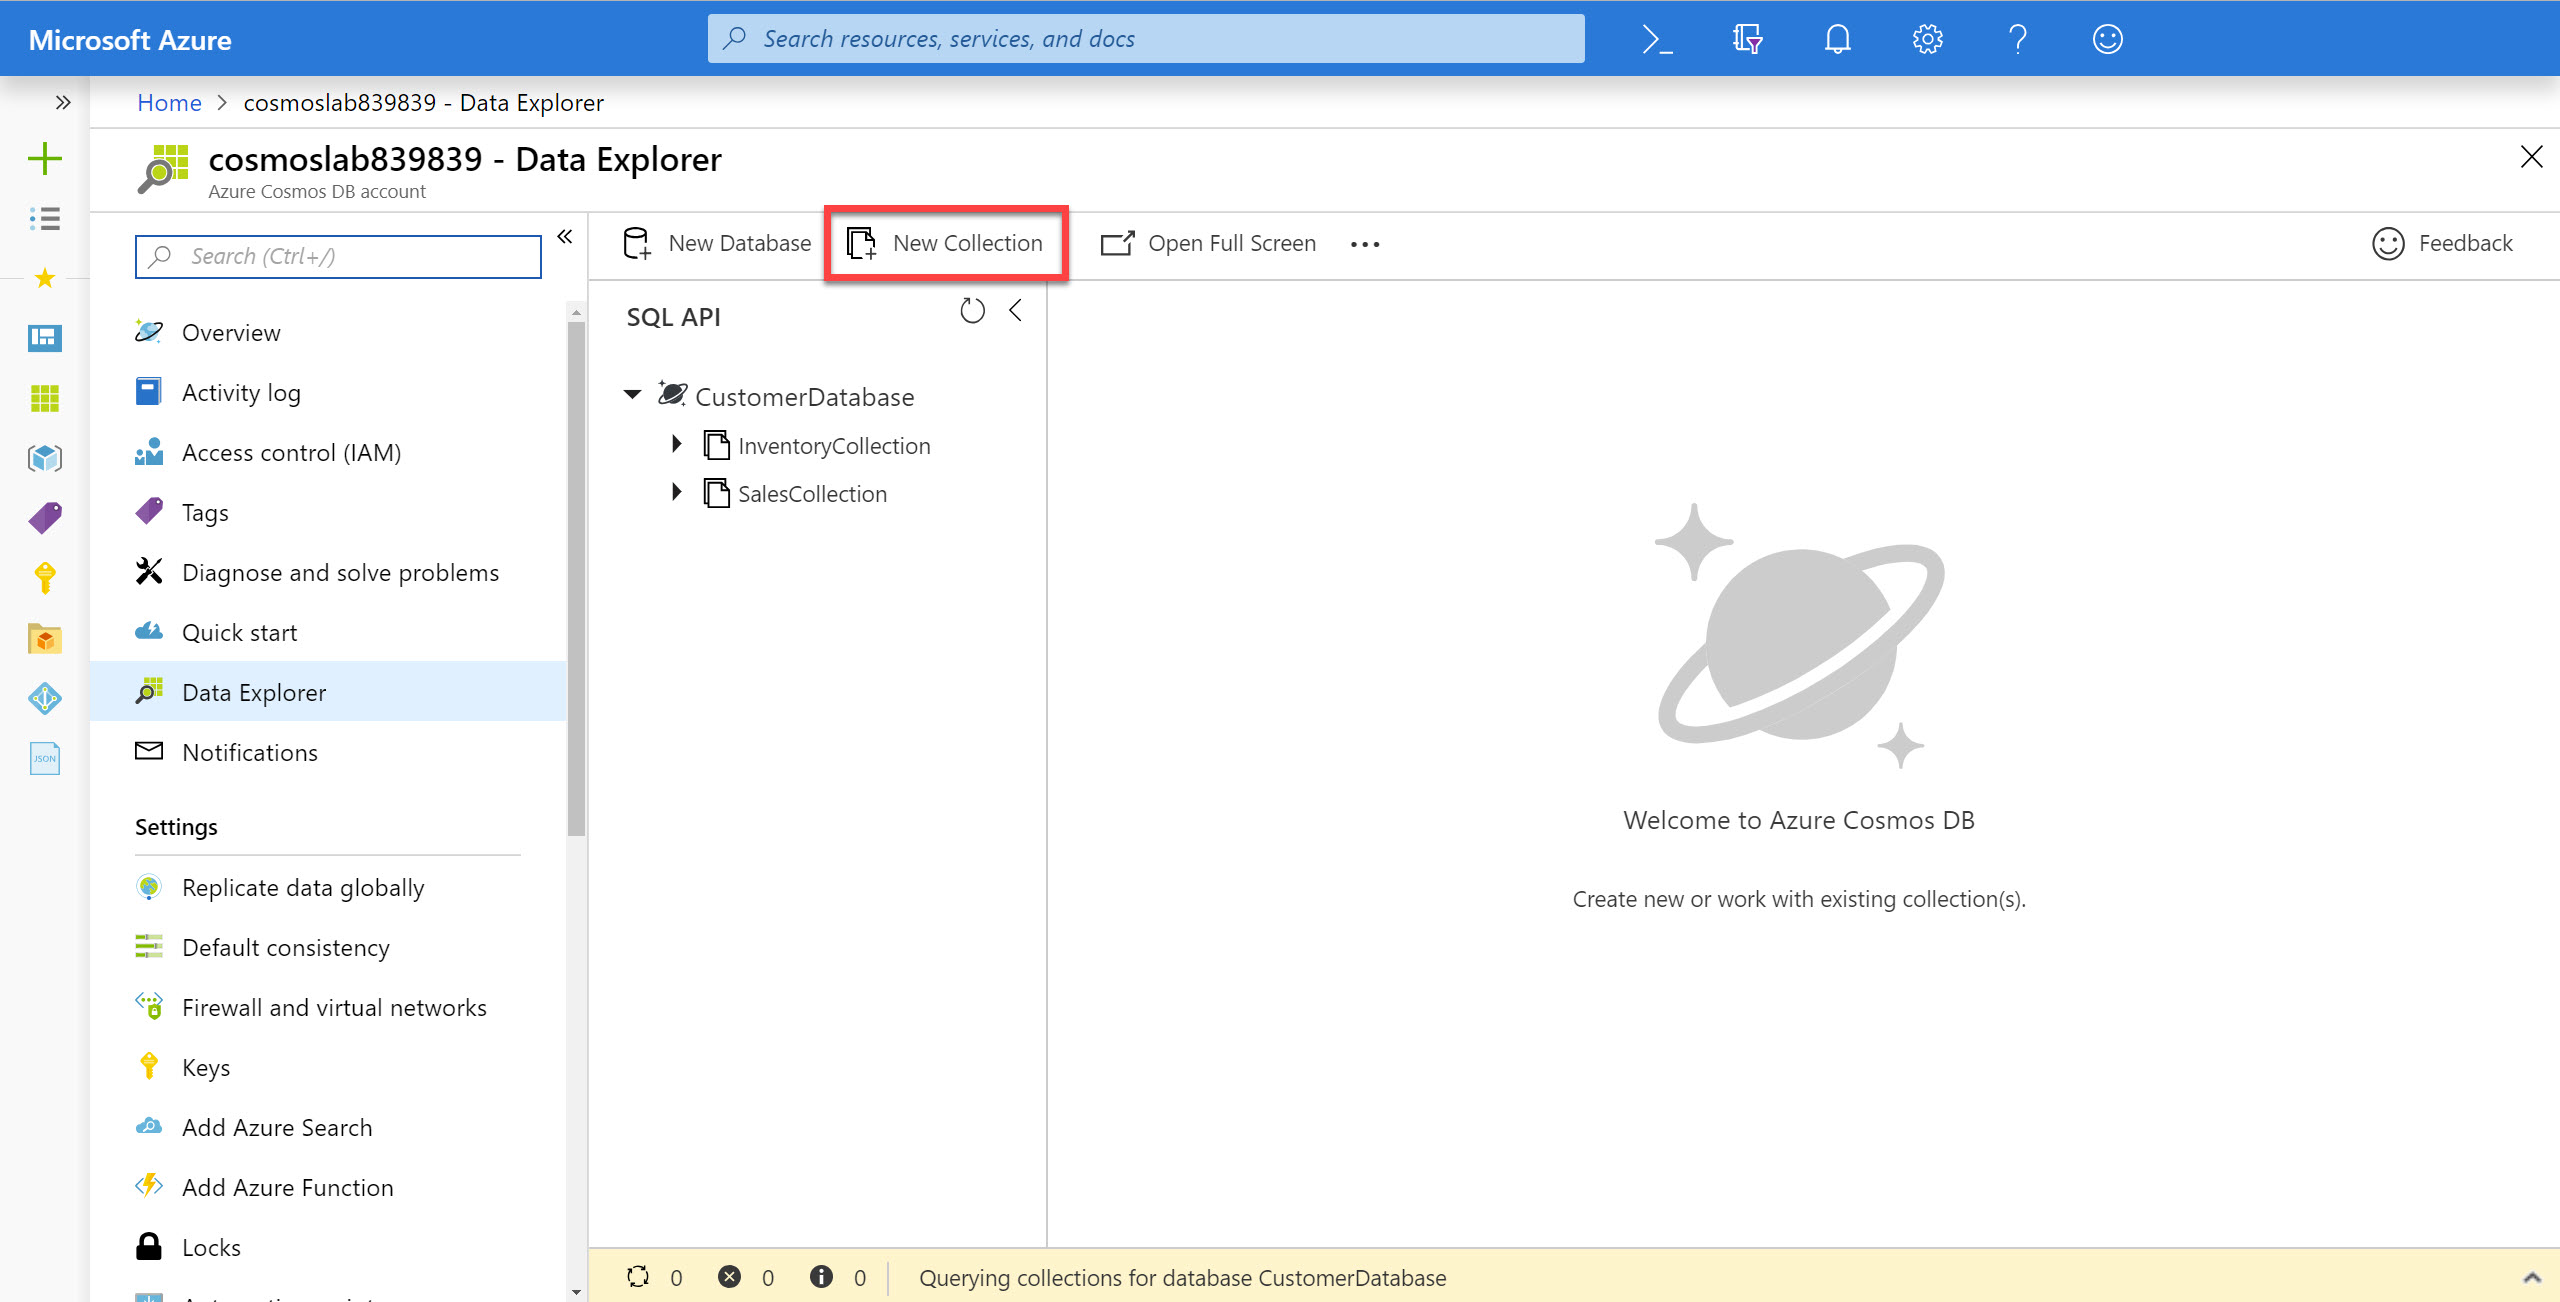 Microsoft Azure
Search resources, services, and docs
Home > cosmoslab839839 - Data Explorer
cosmoslab839839 - Data Explorer
Azure Cosmos DB account
Search (Ctrl+/)
New Database
New Collection
Open Full Screen
Feedback
Overview
Activity log
Access control (IAM)
Tags
Diagnose and solve problems
Quick start
Data Explorer
Notifications
Settings
Replicate data globally
Default consistency
Firewall and virtual networks
Keys
Add Azure Search
Add Azure Function
Locks
JSON
SQL API
CustomerDatabase
InventoryCollection
SalesCollection
Welcome to Azure Cosmos DB
Create new or work with existing collection(s).
0 0 0 Querying collections for database CustomerDatabase